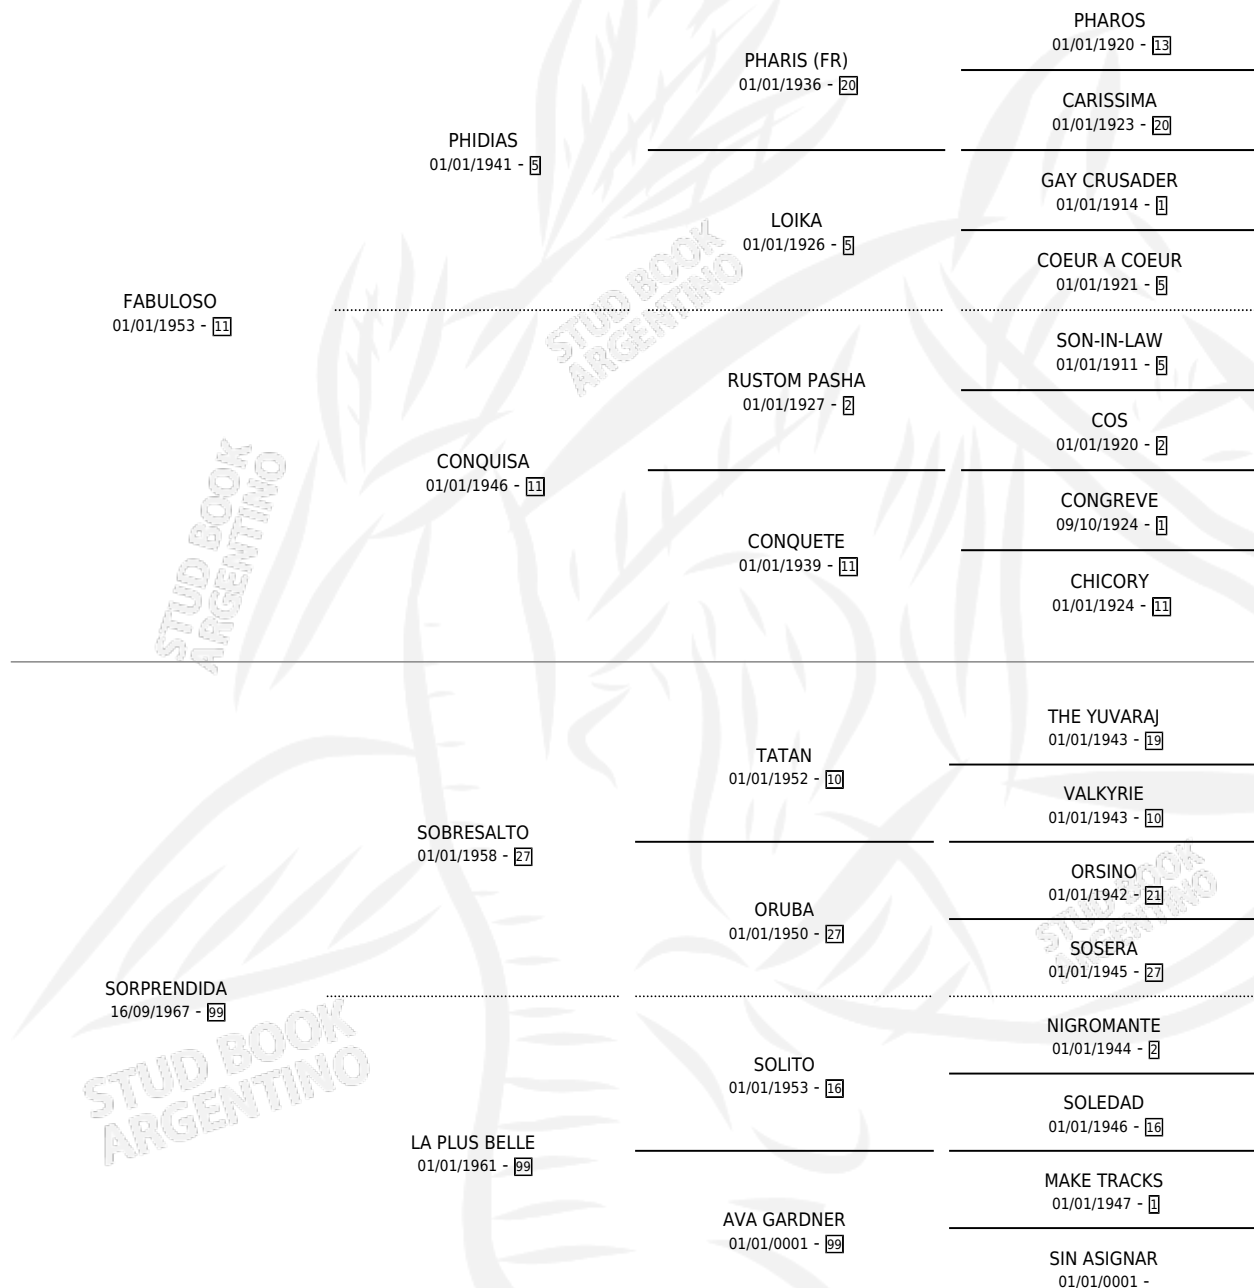 PHAROS
01/01/1920 - 13
PHARIS (FR)
01/01/1936 - 20
CARISSIMA
01/01/1923 - 20
PHIDIAS
01/01/1941 - 5
GAY CRUSADER
01/01/1914 - 1
LOIKA
01/01/1926 - 5
COEUR A COEUR
01/01/1921 - 5
FABULOSO
01/01/1953 - 11
SON-IN-LAW
01/01/1911 - 5
RUSTOM PASHA
01/01/1927 - 2
COS
01/01/1920 - 2
CONQUISA
01/01/1946 - 11
CONGREVE
09/10/1924 - 1
CONQUETE
01/01/1939 - 11
CHICORY
01/01/1924 - 11
THE YUVARAJ
01/01/1943 - 19
TATAN
01/01/1952 - 10
VALKYRIE
01/01/1943 - 10
SOBRESALTO
01/01/1958 - 27
ORSINO
01/01/1942 - 21
ORUBA
01/01/1950 - 27
SOSERA
01/01/1945 - 27
SORPRENDIDA
16/09/1967 - 99
NIGROMANTE
01/01/1944 - 2
SOLITO
01/01/1953 - 16
SOLEDAD
01/01/1946 - 16
LA PLUS BELLE
01/01/1961 - 99
MAKE TRACKS
01/01/1947 - 1
AVA GARDNER
01/01/0001 - 99
SIN ASIGNAR
01/01/0001 -
STUD BOOK
ARGENTINO
STUD BOOK
ARGENTINO
STUD BOOK
ARGENTINO
STUD BOOK
ARGENTINO